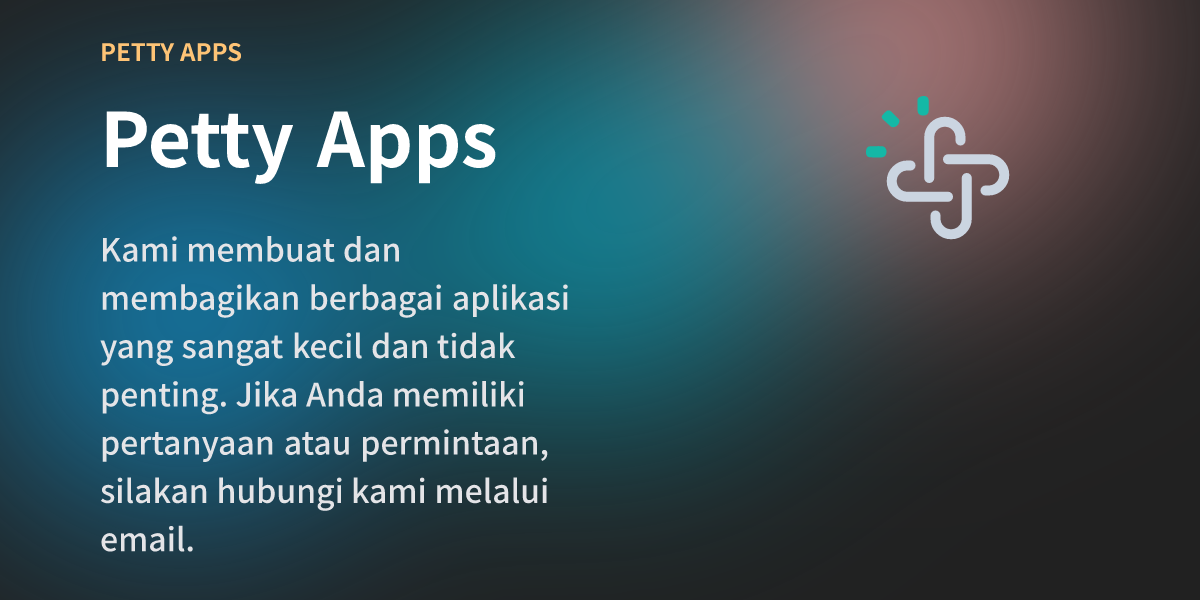 PETTY APPS
Petty Apps
Kami membuat dan
membagikan berbagai aplikasi
yang sangat kecil dan tidak
penting. Jika Anda memiliki
pertanyaan atau permintaan,
silakan hubungi kami melalui
email.